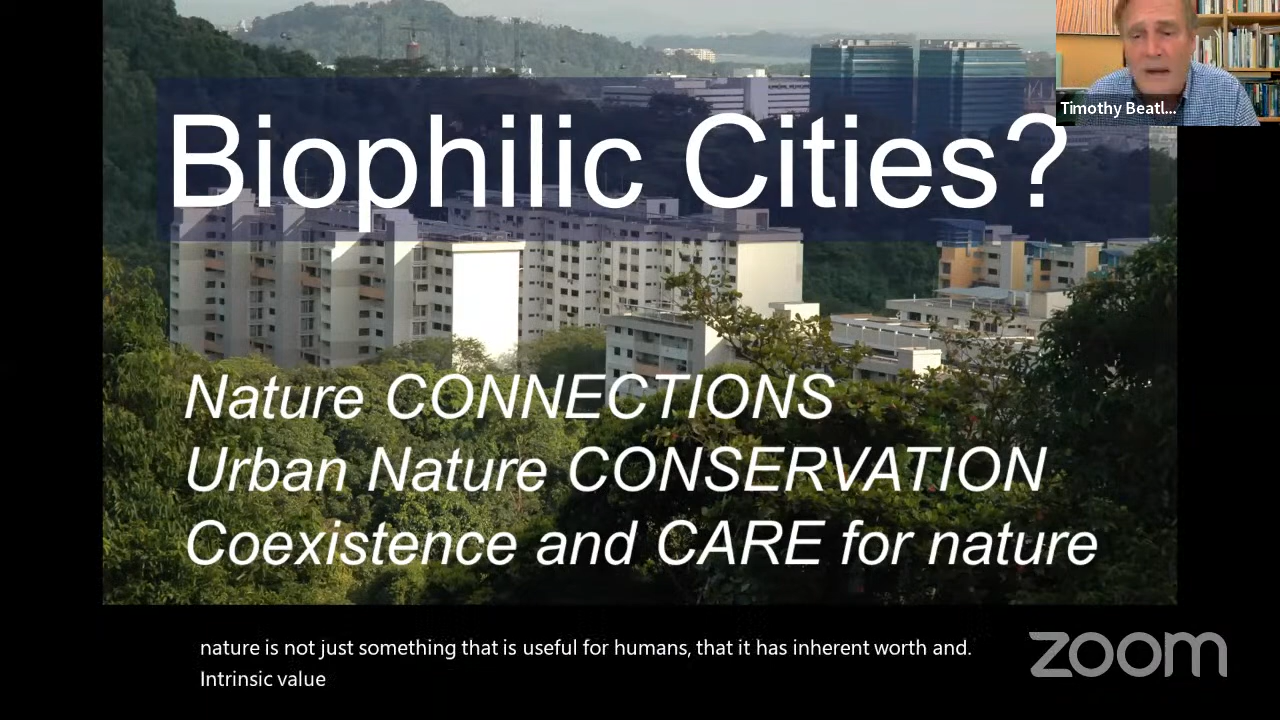 Timothy Beatl...
Biophilic Cities?
Nature CONNECTIONS
Urban Nature CONSERVATION
Coexistence and CARE for nature
nature is not just something that is useful for humans, that it has inherent worth and.
Intrinsic value
zoom